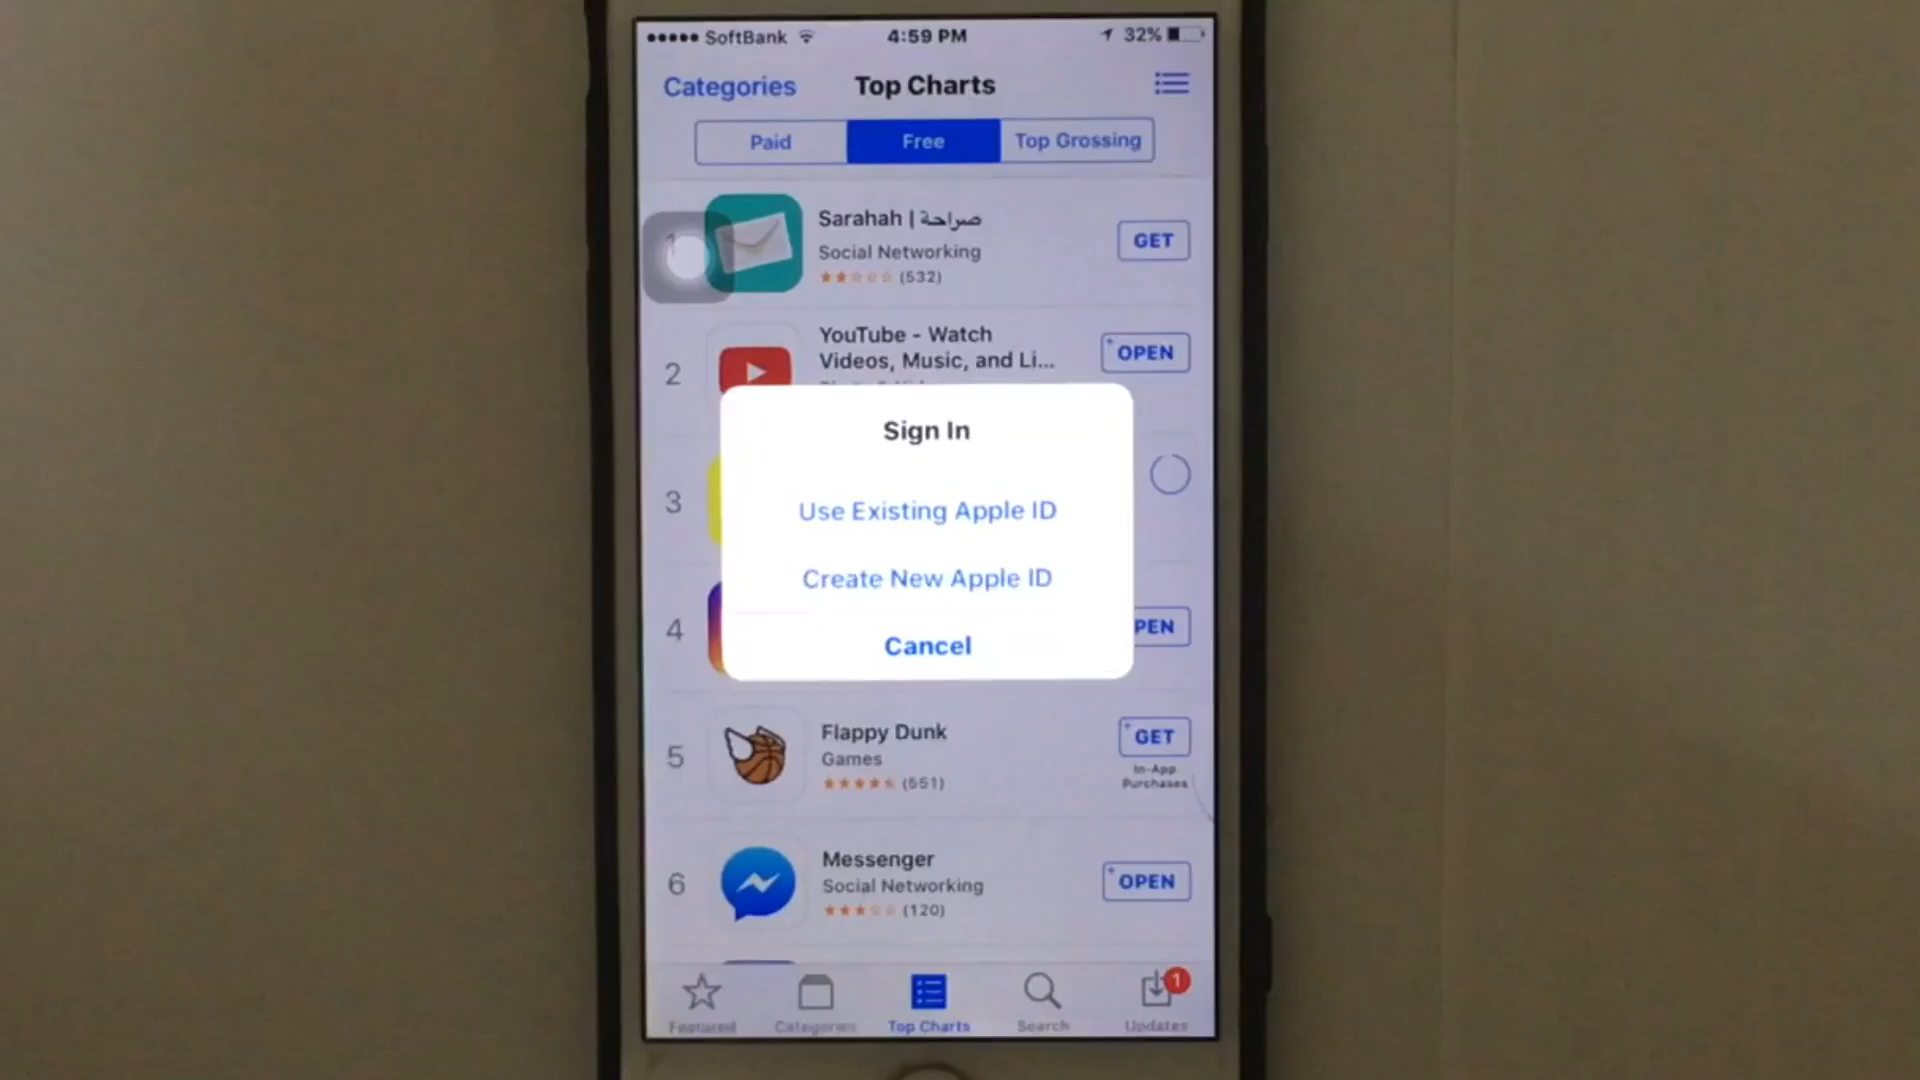 SoftBank 4:59 PM 32%
Categories Top Charts
Paid Free Top Grossing
1
Sarahah | صراحة
Social Networking
(532)
GET
2
YouTube - Watch
Videos, Music, and Li...
OPEN
Sign In
Use Existing Apple ID
Create New Apple ID
Cancel
3
4
PEN
5
Flappy Dunk
Games
(551)
GET
In-App
Purchases
6
Messenger
Social Networking
(120)
OPEN
1
Featured Categories Top Charts Search Updates